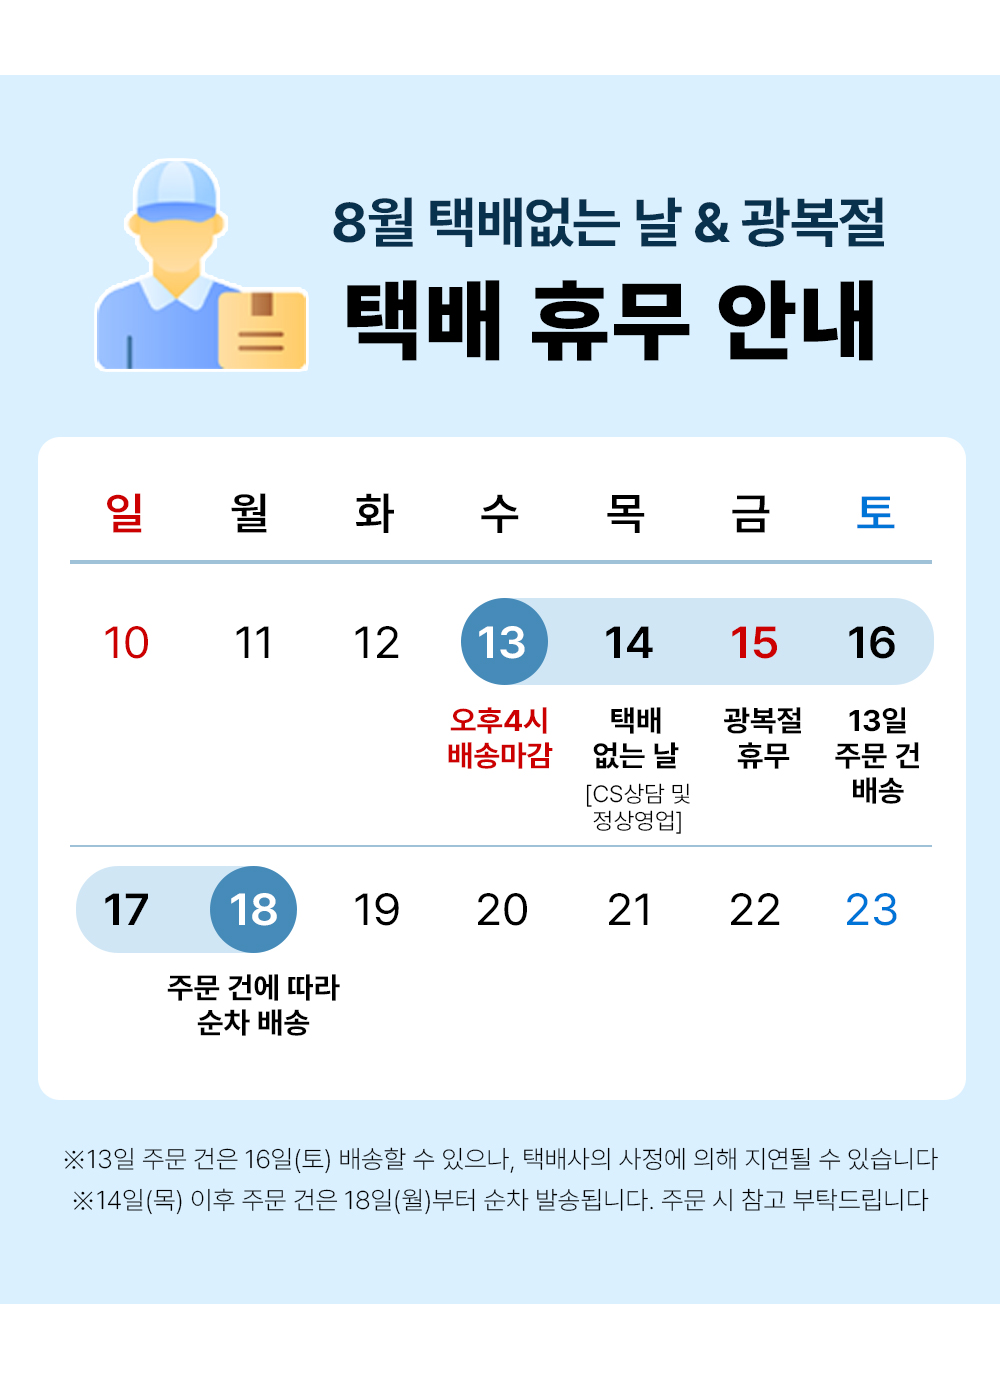 8월 택배없는 날 & 광복절
택배 휴무 안내
일 월 화 수 목 금 토
10 11 12 13 14 15 16
오후4시
배송마감
택배
없는 날
[CS상담 및
정상영업]
광복절
휴무
13일
주문 건
배송
17 18 19 20 21 22 23
주문 건에 따라
순차 배송
※13일 주문 건은 16일(토) 배송할 수 있으나, 택배사의 사정에 의해 지연될 수 있습니다
※14일(목) 이후 주문 건은 18일(월)부터 순차 발송됩니다. 주문 시 참고 부탁드립니다